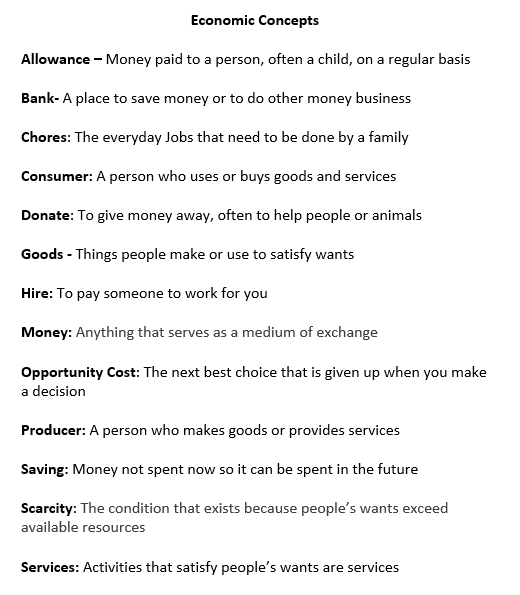 Economic Concepts
Allowance – Money paid to a person, often a child, on a regular basis
Bank- A place to save money or to do other money business
Chores: The everyday Jobs that need to be done by a family
Consumer: A person who uses or buys goods and services
Donate: To give money away, often to help people or animals
Goods - Things people make or use to satisfy wants
Hire: To pay someone to work for you
Money: Anything that serves as a medium of exchange
Opportunity Cost: The next best choice that is given up when you make
a decision
Producer: A person who makes goods or provides services
Saving: Money not spent now so it can be spent in the future
Scarcity: The condition that exists because people’s wants exceed
available resources
Services: Activities that satisfy people’s wants are services